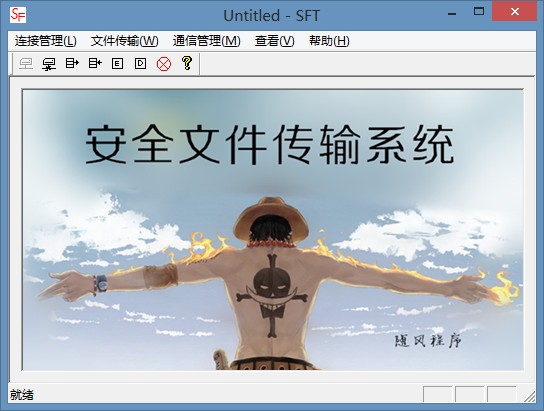 SF
Untitled - SFT
连接管理(L) 文件传输(W) 通信管理(M) 查看(V) 帮助(H)
E D ?
安全文件传输系统
随风程序
就绪